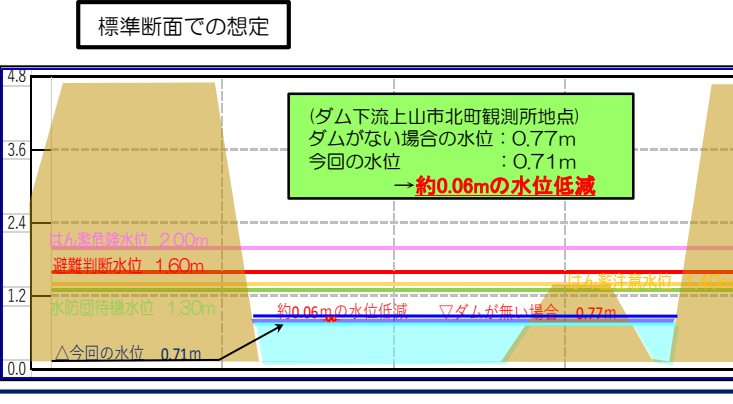 標準断面での想定
4.8
(ダム下流上山市北町観測所地点)
ダムがない場合の水位：0.77m
今回の水位　　　　：0.71m
→約0.06mの水位低減
3.6
2.4
はん濫危険水位 2.00m
避難判断水位 1.60m
はん濫注意水位
1.2
水防団待機水位 1.30m
約0.06mの水位低減 ▽ダムが無い場合 0.77m
△今回の水位 0.71m
0.0